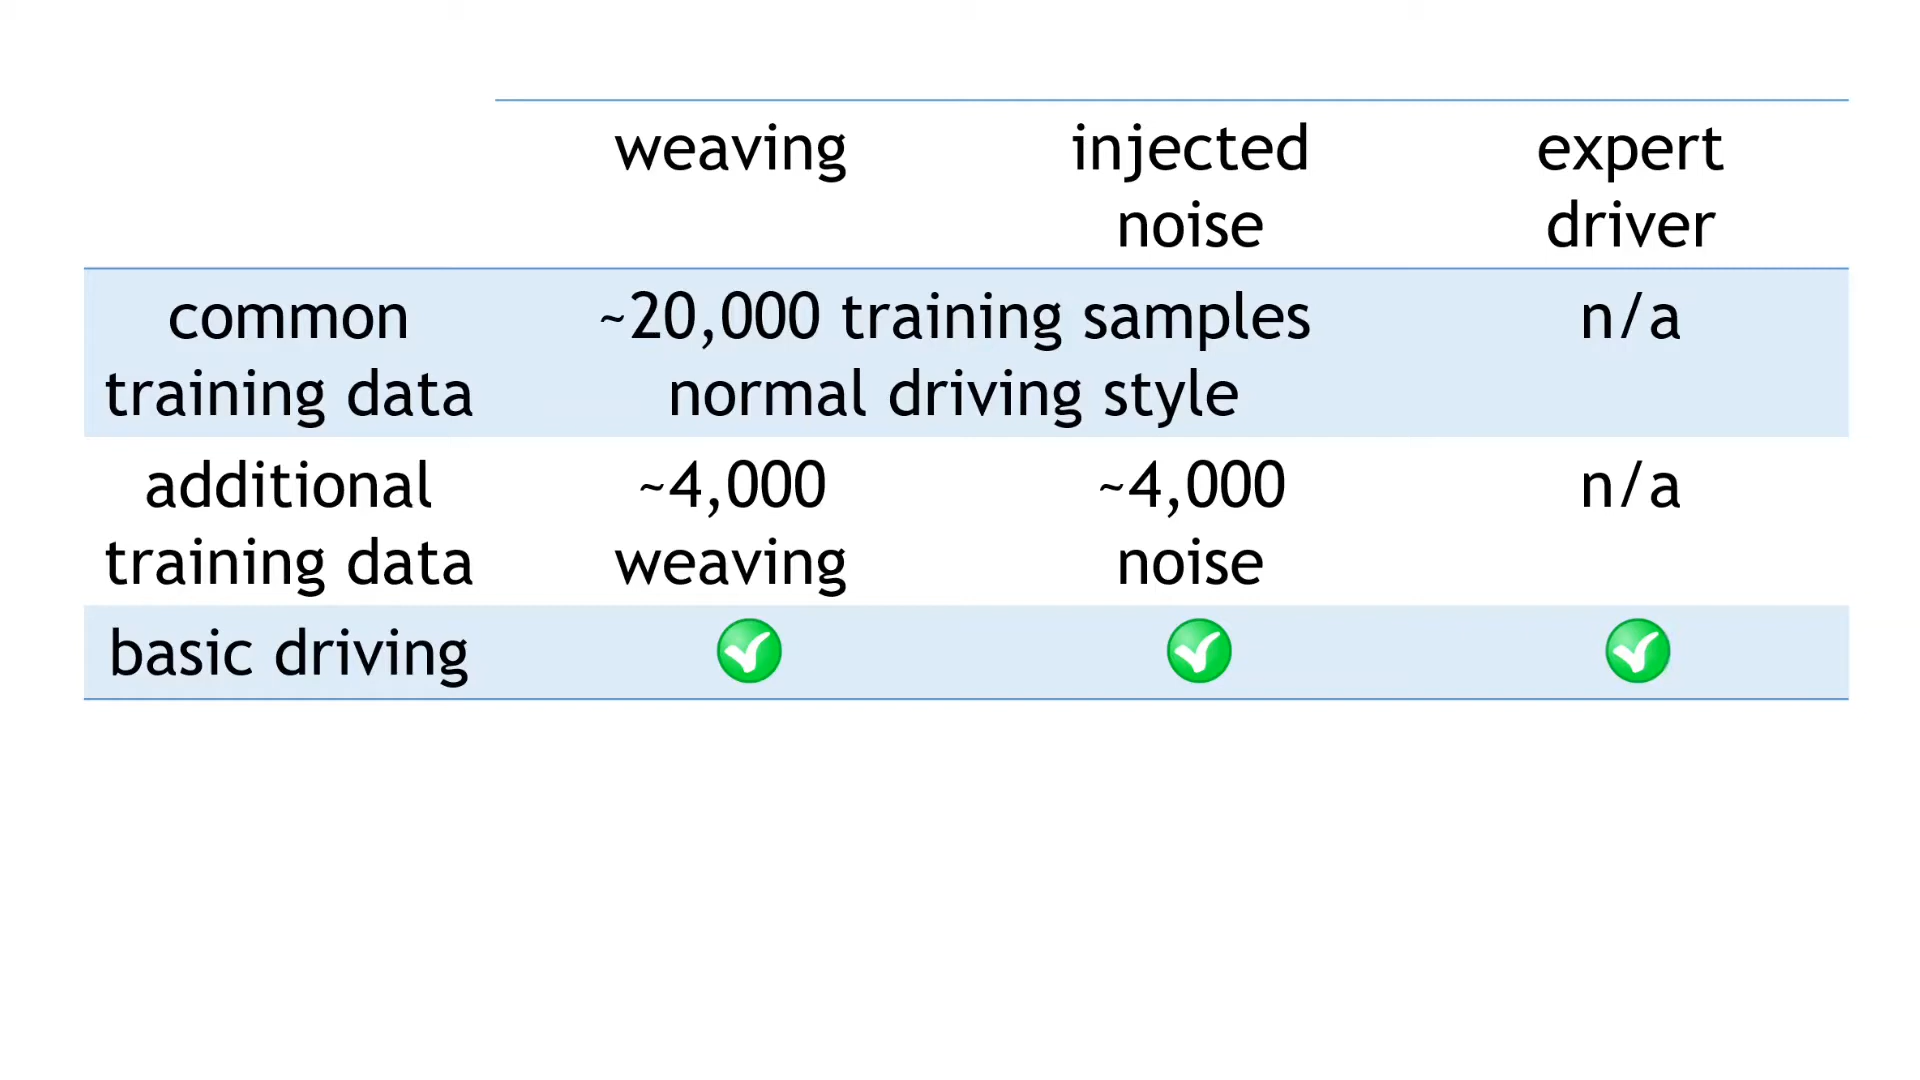 weaving injected expert
noise driver
common ~20,000 training samples n/a
training data normal driving style
additional ~4,000 ~4,000 n/a
training data weaving noise
basic driving